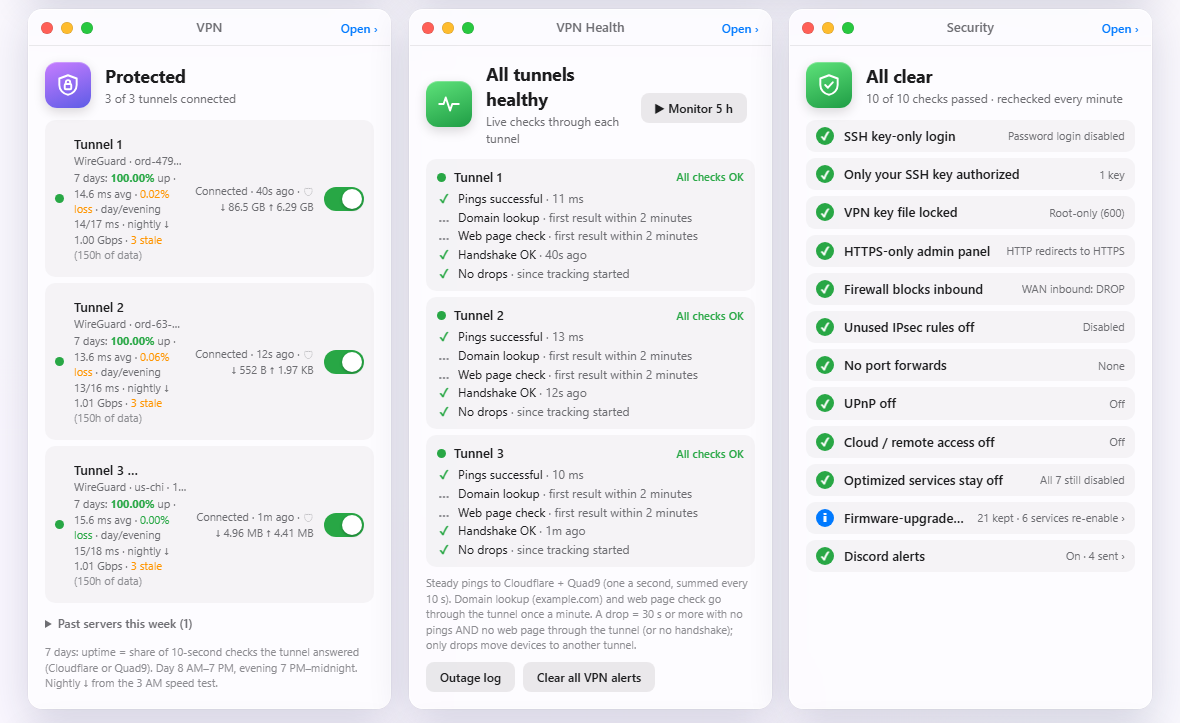 VPN
Open ›
Protected
3 of 3 tunnels connected
Tunnel 1
WireGuard · ord-479...
7 days: 100.00% up ·
14.6 ms avg · 0.02%
loss · day/evening
14/17 ms · nightly ↓
1.00 Gbps · 3 stale
(150h of data)
Connected · 40s ago ·
↓ 86.5 GB ↑ 6.29 GB
Tunnel 2
WireGuard · ord-63-...
7 days: 100.00% up ·
13.6 ms avg · 0.06%
loss · day/evening
13/16 ms · nightly ↓
1.01 Gbps · 3 stale
(150h of data)
Connected · 12s ago ·
↓ 552 B ↑ 1.97 KB
Tunnel 3 ...
WireGuard · us-chi · 1...
7 days: 100.00% up ·
15.6 ms avg · 0.00%
loss · day/evening
15/18 ms · nightly ↓
1.01 Gbps · 3 stale
(150h of data)
Connected · 1m ago ·
↓ 4.96 MB ↑ 4.41 MB
▶ Past servers this week (1)
7 days: uptime = share of 10-second checks the tunnel answered
(Cloudflare or Quad9). Day 8 AM–7 PM, evening 7 PM–midnight.
Nightly ↓ from the 3 AM speed test.
VPN Health
Open ›
All tunnels
healthy
Live checks through each
tunnel
▶ Monitor 5 h
Tunnel 1
All checks OK
✓ Pings successful · 11 ms
... Domain lookup · first result within 2 minutes
... Web page check · first result within 2 minutes
✓ Handshake OK · 40s ago
✓ No drops · since tracking started
Tunnel 2
All checks OK
✓ Pings successful · 13 ms
... Domain lookup · first result within 2 minutes
... Web page check · first result within 2 minutes
✓ Handshake OK · 12s ago
✓ No drops · since tracking started
Tunnel 3
All checks OK
✓ Pings successful · 10 ms
... Domain lookup · first result within 2 minutes
... Web page check · first result within 2 minutes
✓ Handshake OK · 1m ago
✓ No drops · since tracking started
Steady pings to Cloudflare + Quad9 (one a second, summed every
10 s). Domain lookup (example.com) and web page check go
through the tunnel once a minute. A drop = 30 s or more with no
pings AND no web page through the tunnel (or no handshake);
only drops move devices to another tunnel.
Outage log
Clear all VPN alerts
Security
Open ›
All clear
10 of 10 checks passed · rechecked every minute
SSH key-only login Password login disabled
Only your SSH key authorized 1 key
VPN key file locked Root-only (600)
HTTPS-only admin panel HTTP redirects to HTTPS
Firewall blocks inbound WAN inbound: DROP
Unused IPsec rules off Disabled
No port forwards None
UPnP off Off
Cloud / remote access off Off
Optimized services stay off All 7 still disabled
Firmware-upgrade... 21 kept · 6 services re-enable ›
Discord alerts On · 4 sent ›